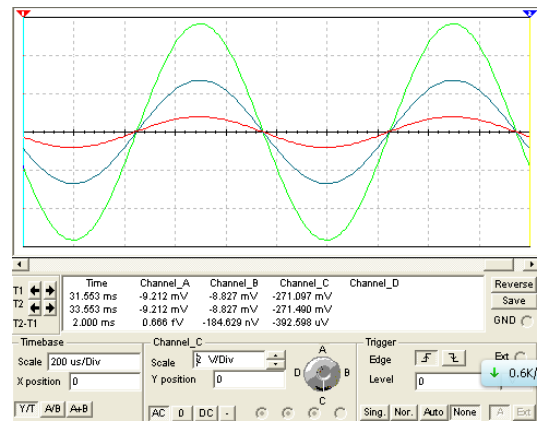 Time Channel_A Channel_B Channel_C Channel_D
T1 31.553 ms -9.212 mV -8.827 mV -271.097 mV
T2 33.553 ms -9.212 mV -8.827 mV -271.490 mV
T2-T1 2.000 ms 0.666 fV -184.629 nV -392.598 uV
Reverse
Save
GND
Timebase
Scale 200 us/Div
X position 0
Y/T A/B A+B
Channel_C
Scale V/Div
Y position 0
AC 0 DC -
A
D B
C
Trigger
Edge Ext
Level 0
Sing. Nor. Auto None A Ext
0.6K/